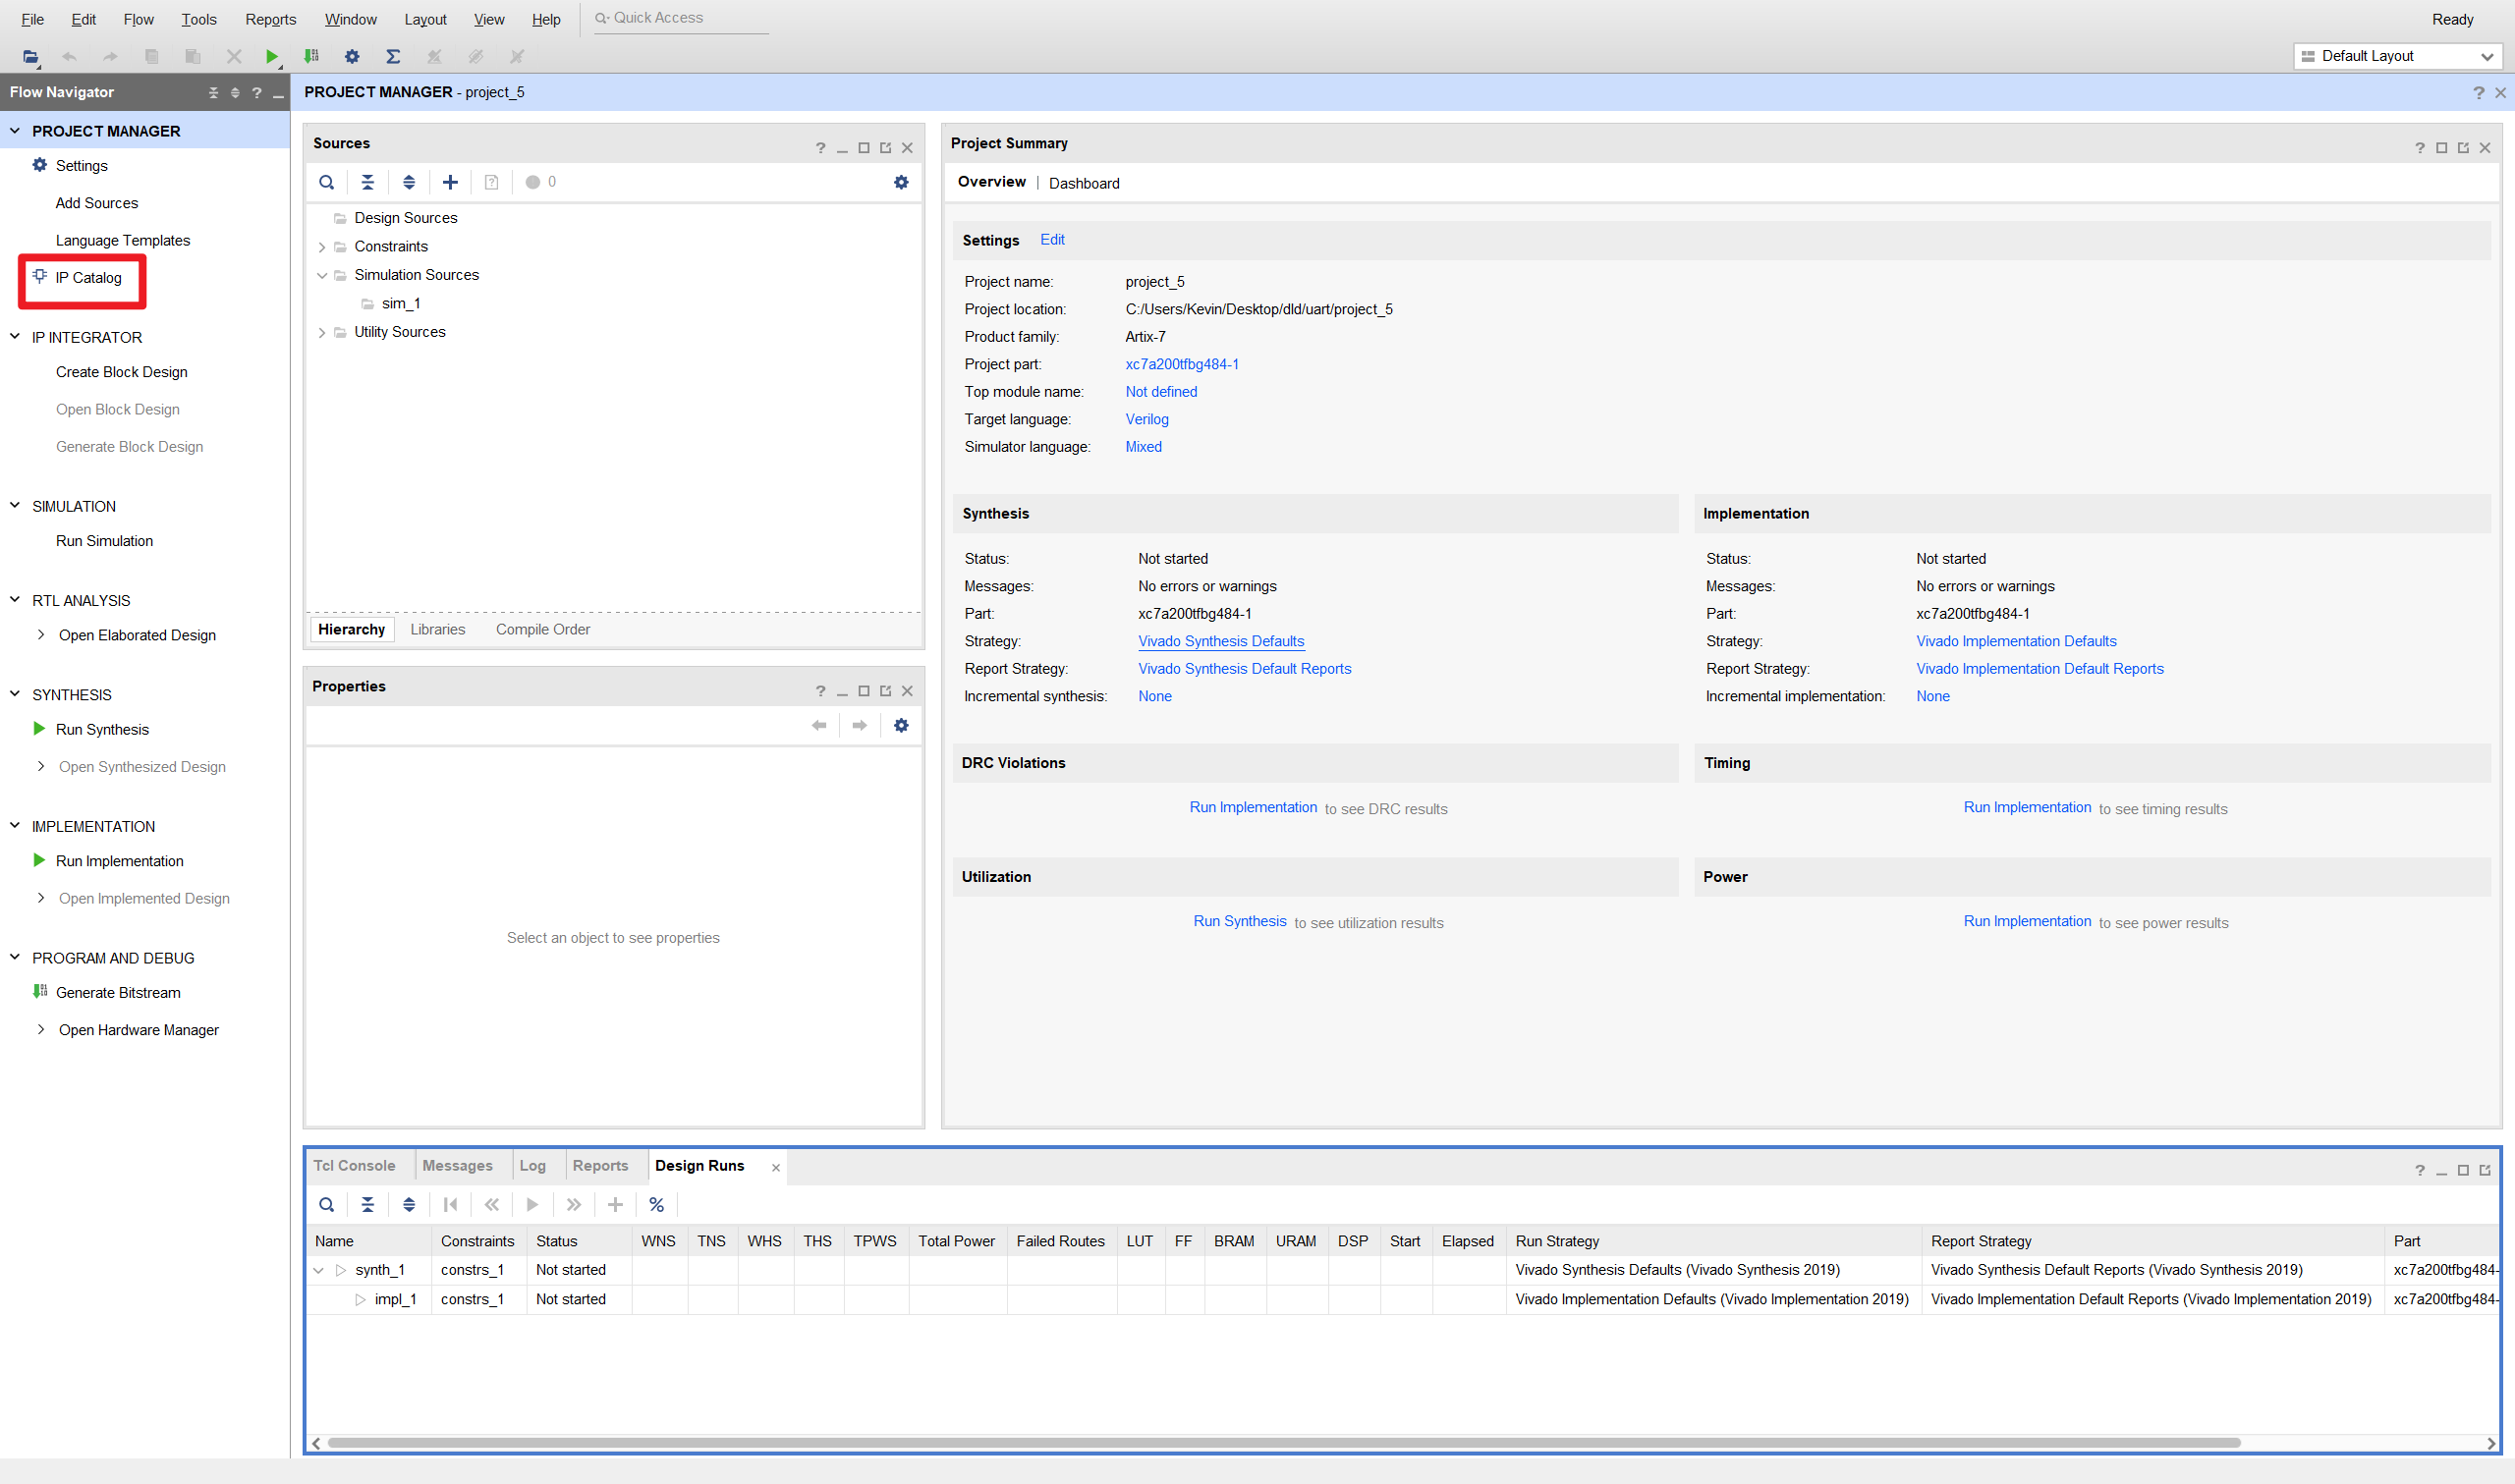 File Edit Flow Tools Reports Window Layout View Help Quick Access Ready
Default Layout
Flow Navigator
PROJECT MANAGER - project_5
PROJECT MANAGER
Settings
Add Sources
Language Templates
IP Catalog
IP INTEGRATOR
Create Block Design
Open Block Design
Generate Block Design
SIMULATION
Run Simulation
RTL ANALYSIS
Open Elaborated Design
SYNTHESIS
Run Synthesis
Open Synthesized Design
IMPLEMENTATION
Run Implementation
Open Implemented Design
PROGRAM AND DEBUG
Generate Bitstream
Open Hardware Manager
Sources
0
Design Sources
Constraints
Simulation Sources
sim_1
Utility Sources
Hierarchy Libraries Compile Order
Properties
Select an object to see properties
Project Summary
Overview | Dashboard
Settings Edit
Project name: project_5
Project location: C:/Users/Kevin/Desktop/dld/uart/project_5
Product family: Artix-7
Project part: xc7a200tfbg484-1
Top module name: Not defined
Target language: Verilog
Simulator language: Mixed
Synthesis
Status: Not started
Messages: No errors or warnings
Part: xc7a200tfbg484-1
Strategy: Vivado Synthesis Defaults
Report Strategy: Vivado Synthesis Default Reports
Incremental synthesis: None
Implementation
Status: Not started
Messages: No errors or warnings
Part: xc7a200tfbg484-1
Strategy: Vivado Implementation Defaults
Report Strategy: Vivado Implementation Default Reports
Incremental implementation: None
DRC Violations
Run Implementation to see DRC results
Timing
Run Implementation to see timing results
Utilization
Run Synthesis to see utilization results
Power
Run Implementation to see power results
Tcl Console Messages Log Reports Design Runs
Name Constraints Status WNS TNS WHS THS TPWS Total Power Failed Routes LUT FF BRAM URAM DSP Start Elapsed Run Strategy Report Strategy Part
synth_1 constrs_1 Not started Vivado Synthesis Defaults (Vivado Synthesis 2019) Vivado Synthesis Default Reports (Vivado Synthesis 2019) xc7a200tfbg484-
impl_1 constrs_1 Not started Vivado Implementation Defaults (Vivado Implementation 2019) Vivado Implementation Default Reports (Vivado Implementation 2019) xc7a200tfbg484-